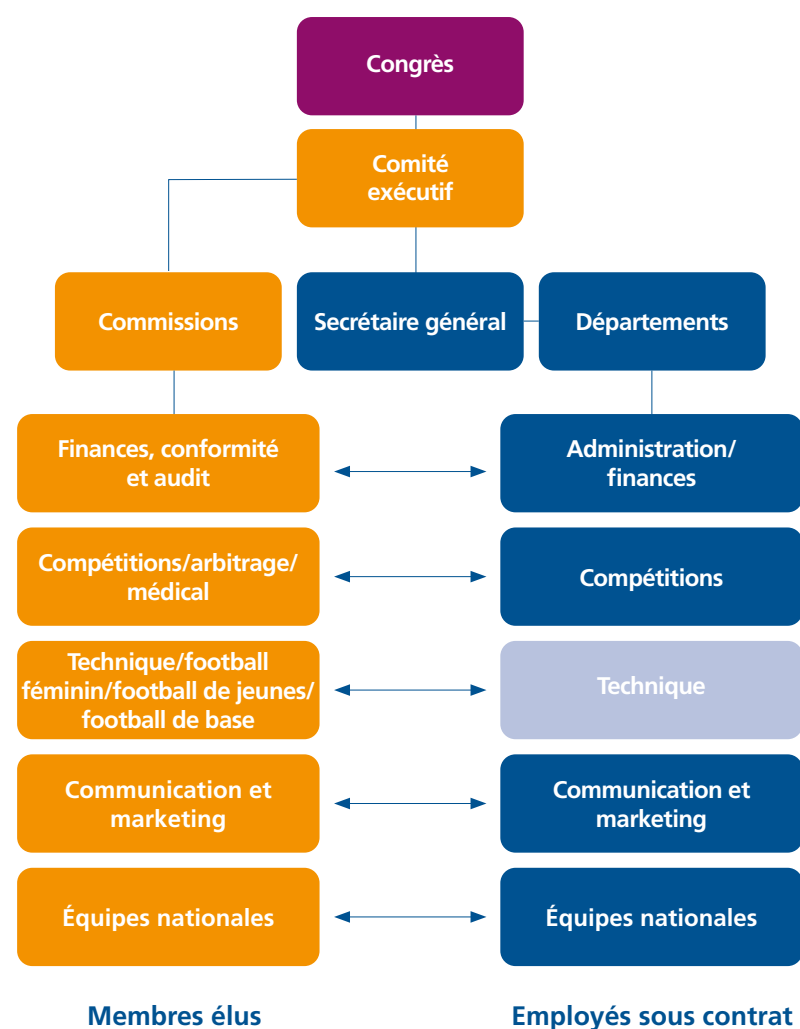 Congrès
Comité
exécutif
Commissions
Secrétaire général
Départements
Finances, conformité
et audit
Administration/
finances
Compétitions/arbitrage/
médical
Compétitions
Technique/football
féminin/football de jeunes/
football de base
Technique
Communication et
marketing
Communication et
marketing
Équipes nationales
Équipes nationales
Membres élus
Employés sous contrat